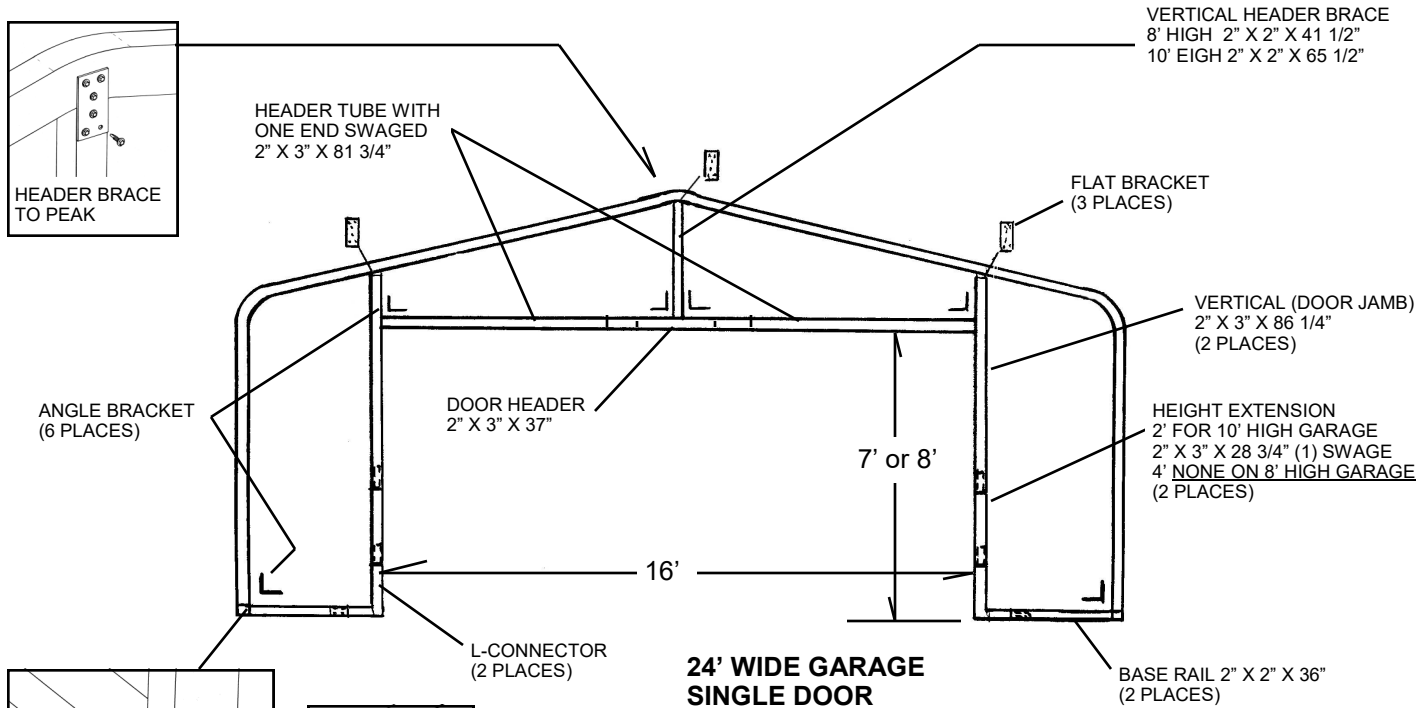 VERTICAL HEADER BRACE
8’ HIGH 2” X 2” X 41 1/2”
10’ EIGH 2” X 2” X 65 1/2”
HEADER TUBE WITH
ONE END SWAGED
2” X 3” X 81 3/4”
HEADER BRACE
TO PEAK
FLAT BRACKET
(3 PLACES)
VERTICAL (DOOR JAMB)
2” X 3” X 86 1/4”
(2 PLACES)
ANGLE BRACKET
(6 PLACES)
DOOR HEADER
2” X 3” X 37”
7’ or 8’
HEIGHT EXTENSION
2’ FOR 10’ HIGH GARAGE
2” X 3” X 28 3/4” (1) SWAGE
4’ NONE ON 8’ HIGH GARAGE
(2 PLACES)
16’
L-CONNECTOR
(2 PLACES)
24’ WIDE GARAGE
SINGLE DOOR
BASE RAIL 2” X 2” X 36”
(2 PLACES)